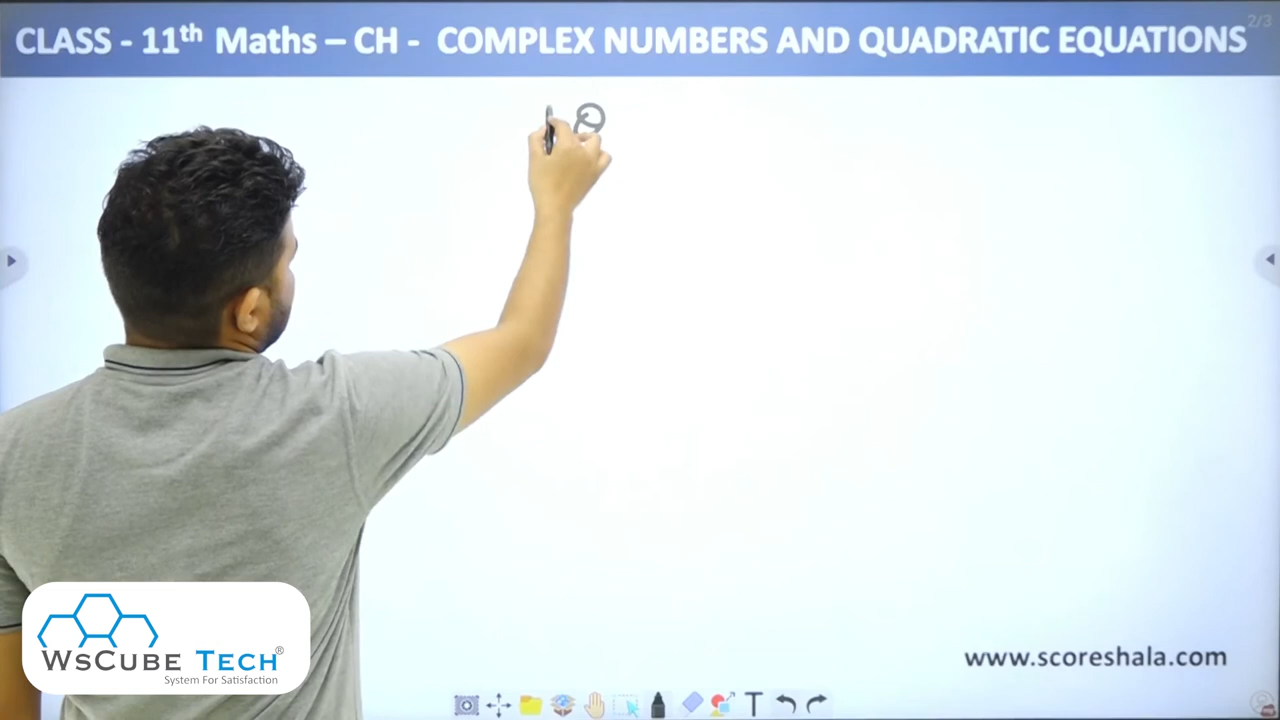 CLASS - 11th Maths – CH - COMPLEX NUMBERS AND QUADRATIC EQUATIONS
2/3
WSCUBE TECH®
System For Satisfaction
www.scoreshala.com
T